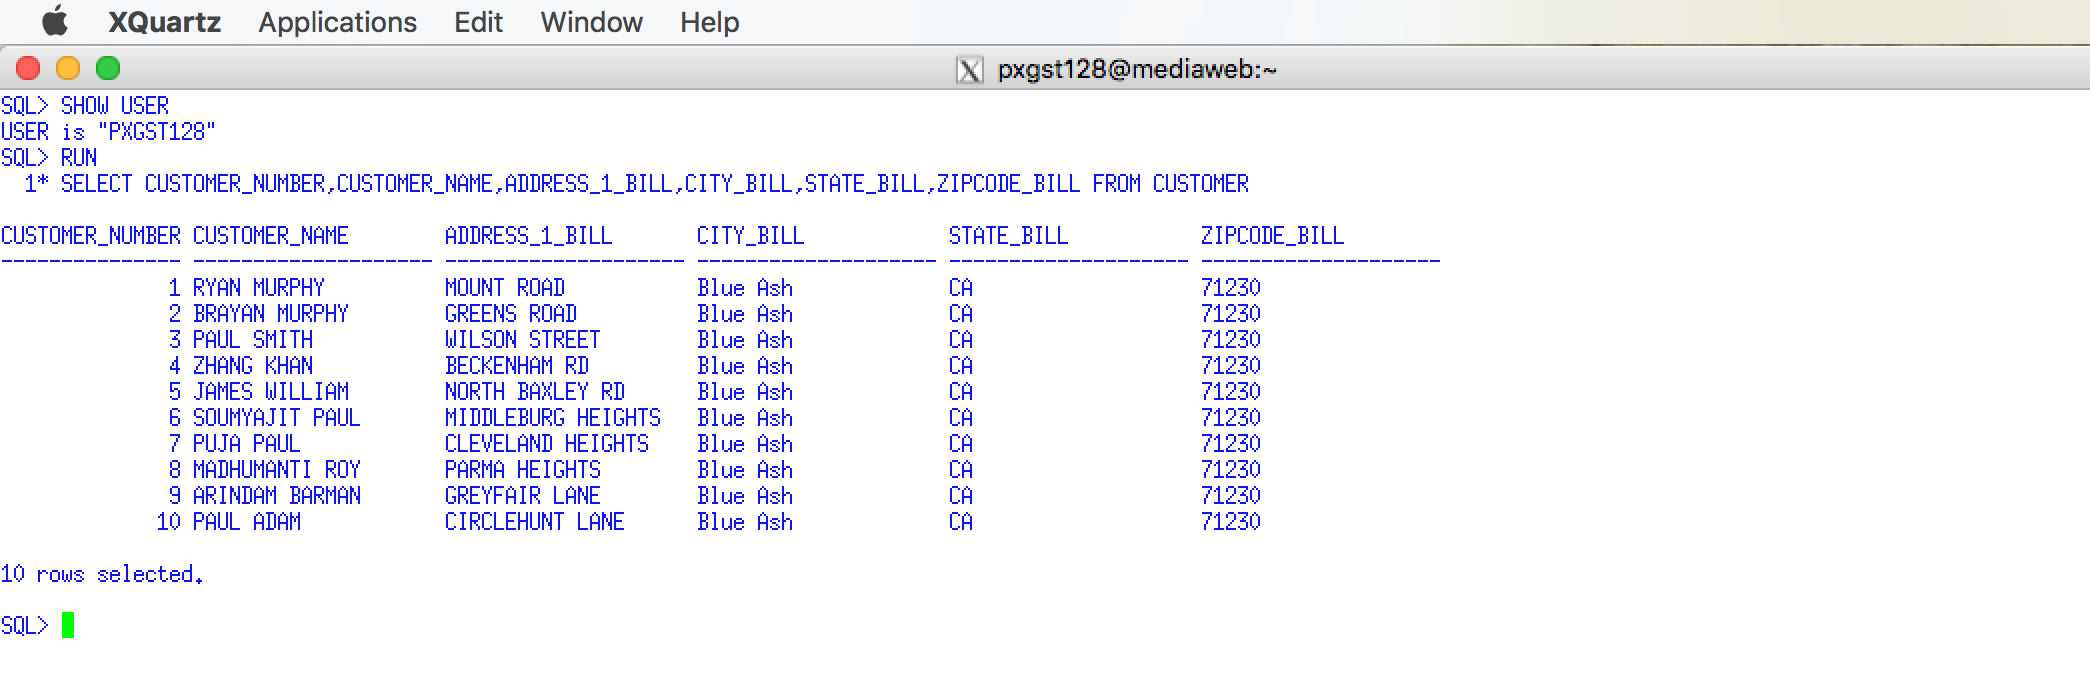 XQuartz Applications Edit Window Help
pxgst128@mediaweb:~
SQL> SHOW USER
USER is "PXGST128"
SQL> RUN
  1* SELECT CUSTOMER_NUMBER,CUSTOMER_NAME,ADDRESS_1_BILL,CITY_BILL,STATE_BILL,ZIPCODE_BILL FROM CUSTOMER
CUSTOMER_NUMBER CUSTOMER_NAME        ADDRESS_1_BILL       CITY_BILL            STATE_BILL           ZIPCODE_BILL
--------------- -------------------- -------------------- -------------------- -------------------- --------------------
              1 RYAN MURPHY          MOUNT ROAD           Blue Ash             CA                   71230
              2 BRAYAN MURPHY        GREENS ROAD          Blue Ash             CA                   71230
              3 PAUL SMITH           WILSON STREET        Blue Ash             CA                   71230
              4 ZHANG KHAN           BECKENHAM RD         Blue Ash             CA                   71230
              5 JAMES WILLIAM        NORTH BAXLEY RD      Blue Ash             CA                   71230
              6 SOUMYAJIT PAUL       MIDDLEBURG HEIGHTS   Blue Ash             CA                   71230
              7 PUJA PAUL            CLEVELAND HEIGHTS    Blue Ash             CA                   71230
              8 MADHUMANTI ROY       PARMA HEIGHTS        Blue Ash             CA                   71230
              9 ARINDAM BARMAN       GREYFAIR LANE        Blue Ash             CA                   71230
             10 PAUL ADAM            CIRCLEHUNT LANE      Blue Ash             CA                   71230
10 rows selected.
SQL>